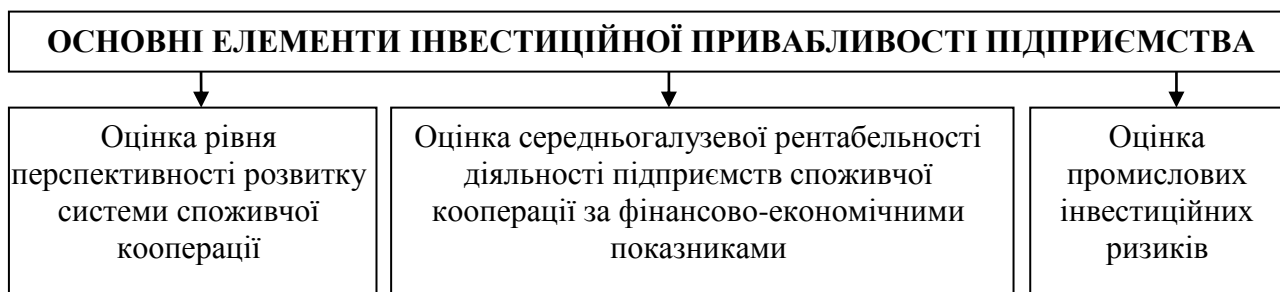 ОСНОВНІ ЕЛЕМЕНТИ ІНВЕСТИЦІЙНОЇ ПРИВАБЛИВОСТІ ПІДПРИЄМСТВА
Оцінка рівня
перспективності розвитку
системи споживчої
кооперації
Оцінка середньогалузевої рентабельності
діяльності підприємств споживчої
кооперації за фінансово-економічними
показниками
Оцінка
промислових
інвестиційних
ризиків